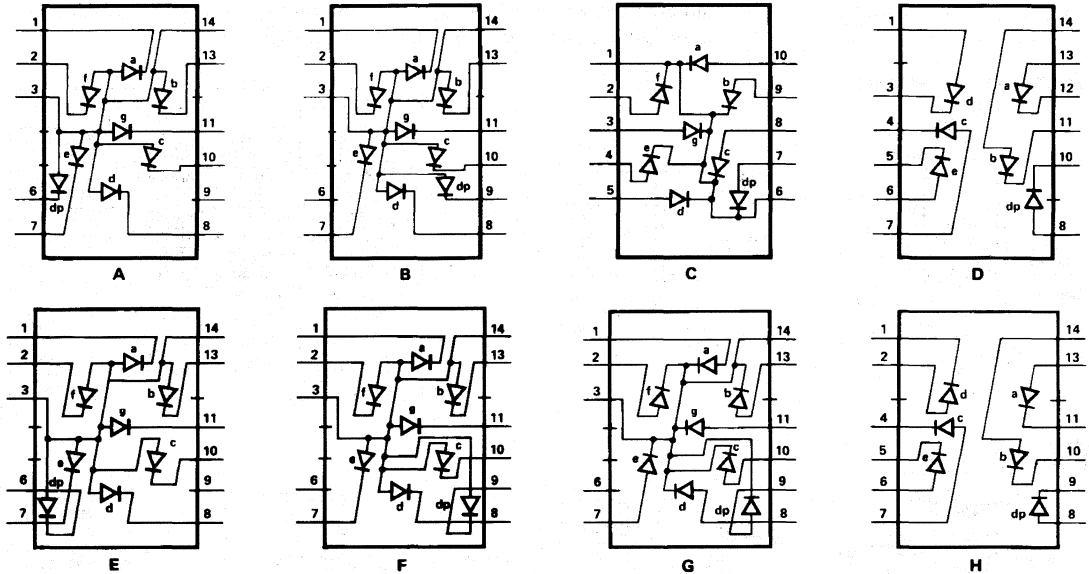 1 14
a
2 13
f b
3
g 11
e c
10
d
6 9
dp
7 8
A
1 14
a
2 13
f b
3
g 11
e c
10
dp
6 d 9
7 8
B
a
1 10
f b
2 9
3 8
g
e c
4 7
dp
5 d 6
C
1 14
2 13
a
3 d 12
4 c 11
b
5 e 10
6 dp 9
7 8
D
1 14
a
2 13
f b
3
g 11
c
e 10
6 dp 9
d
7 8
E
1 14
a
2 13
f b
3
g 11
c
e 10
6 9
d dp
7 8
F
1 14
a
2 13
f b
3
g 11
c
e 10
6 9
d dp
7 8
G
1 14
2 13
d a
4 c 11
b
5 e 10
6 9
dp
7 8
H